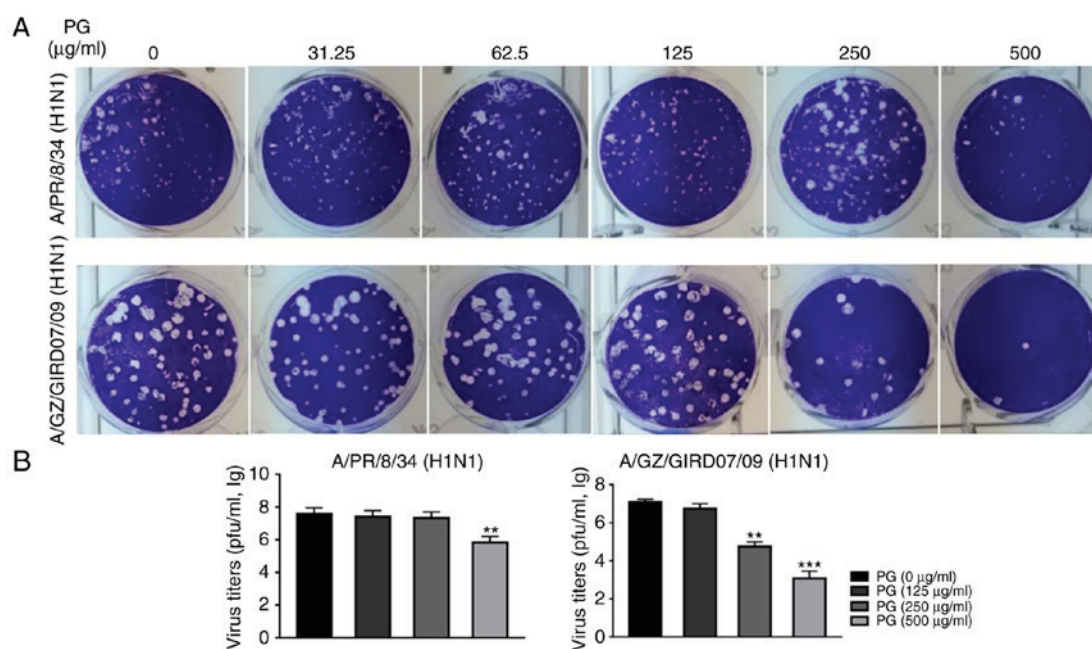 A
PG
(μg/ml)
0 31.25 62.5 125 250 500
A/PR/8/34 (H1N1)
A/GZ/GIRD07/09 (H1N1)
B
A/PR/8/34 (H1N1)
Virus titers (pfu/ml, lg)
10
8
6
4
2
0
**
A/GZ/GIRD07/09 (H1N1)
Virus titers (pfu/ml, lg)
8
6
4
2
0
**
***
PG (0 μg/ml)
PG (125 μg/ml)
PG (250 μg/ml)
PG (500 μg/ml)